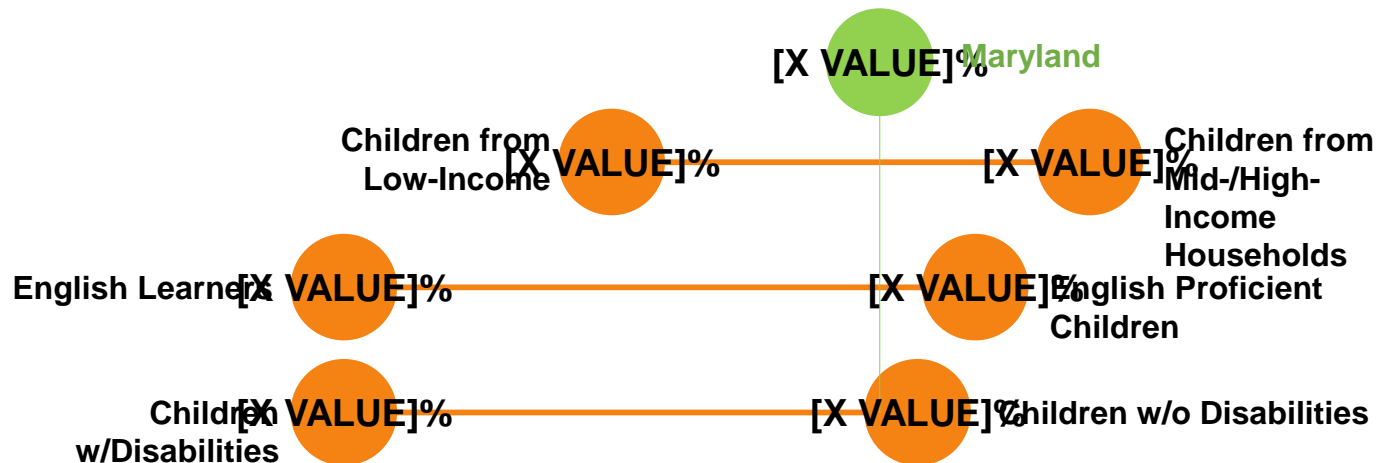 [X VALUE]% Maryland
Children from
Low-Income
[X VALUE]%
[X VALUE]%
Children from
Mid-/High-
Income
Households
English Learners
[X VALUE]%
[X VALUE]%
English Proficient
Children
Children
w/Disabilities
[X VALUE]%
[X VALUE]%
Children w/o Disabilities